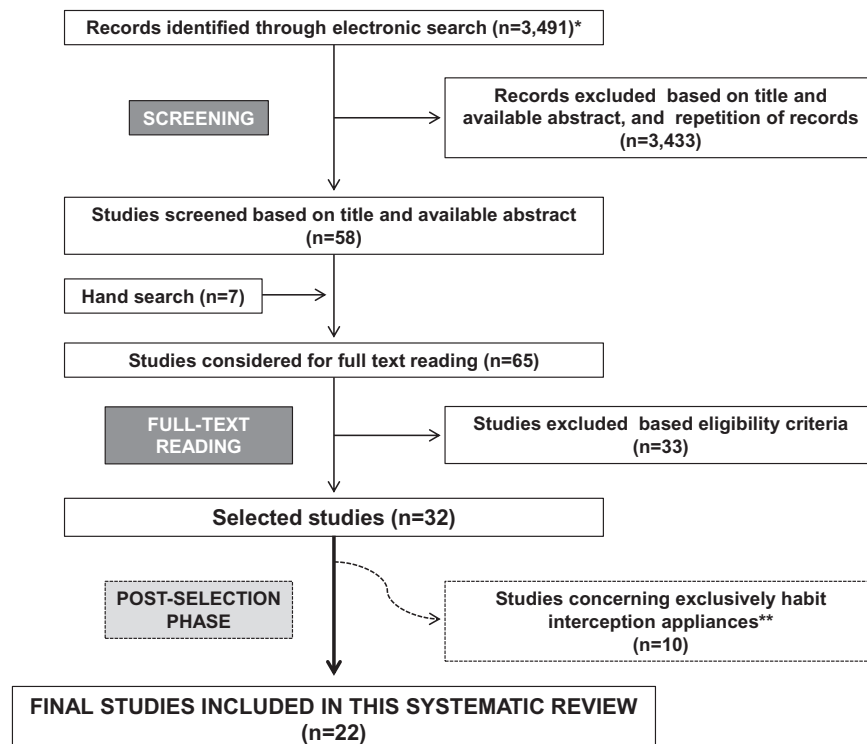 Records identified through electronic search (n=3,491)*
SCREENING
Records excluded based on title and
available abstract, and repetition of records
(n=3,433)
Studies screened based on title and available abstract
(n=58)
Hand search (n=7)
Studies considered for full text reading (n=65)
FULL-TEXT
READING
Studies excluded based eligibility criteria
(n=33)
Selected studies (n=32)
POST-SELECTION
PHASE
Studies concerning exclusively habit
interception appliances**
(n=10)
FINAL STUDIES INCLUDED IN THIS SYSTEMATIC REVIEW
(n=22)